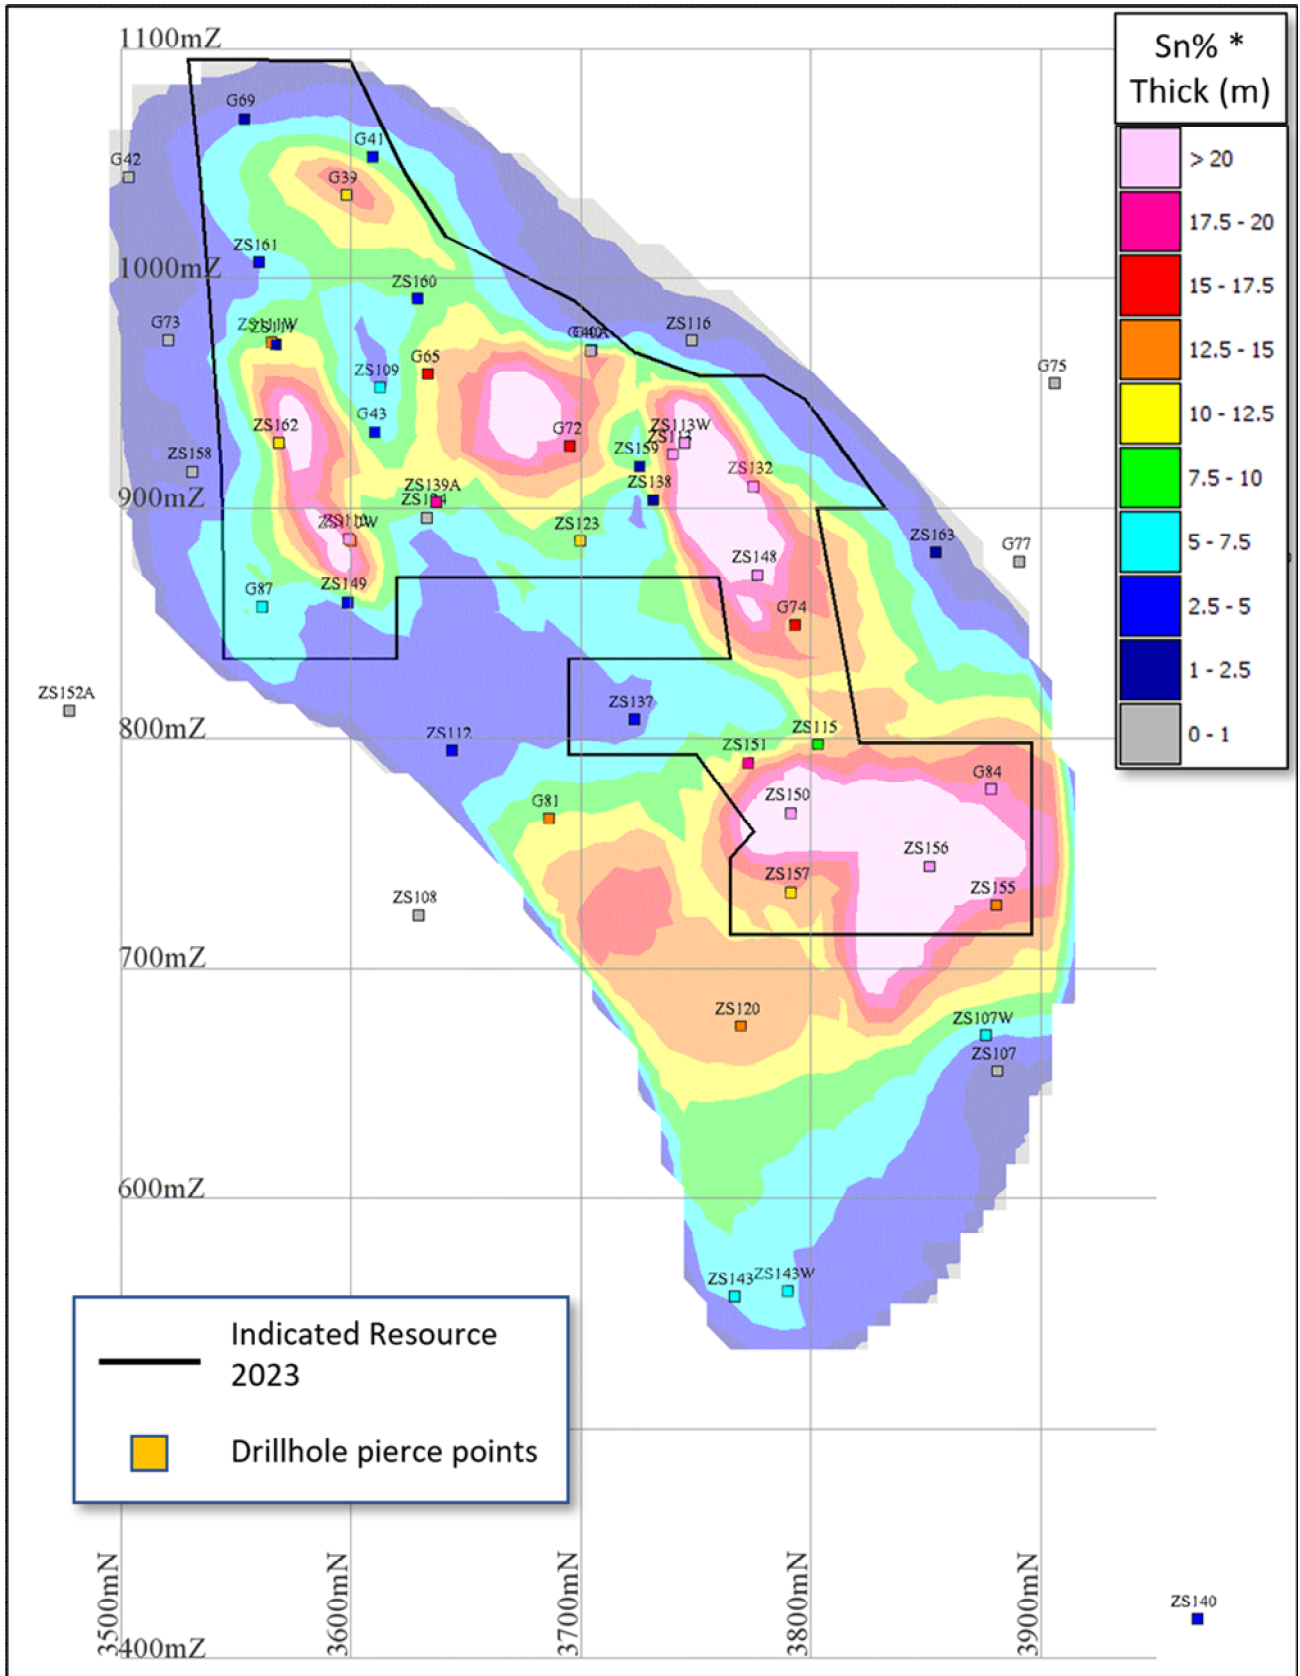 1100mZ
Sn% *
Thick (m)
G69
G41
G42
> 20
G39
17.5 - 20
ZS161
1000mZ
ZS160
15 - 17.5
G73
ZS111W
G40A
ZS116
12.5 - 15
G65
ZS109
G75
G43
G72
ZS113W
10 - 12.5
ZS162
ZS159
ZS158
ZS132
ZS139A
ZS138
7.5 - 10
900mZ
ZS123
ZS163
G77
5 - 7.5
ZS148
G87
ZS149
G74
2.5 - 5
1 - 2.5
ZS152A
ZS137
0 - 1
800mZ
ZS112
ZS115
ZS151
G84
G81
ZS150
ZS156
ZS157
ZS155
ZS108
700mZ
ZS120
ZS107W
ZS107
600mZ
ZS143
ZS143W
Indicated Resource
2023
Drillhole pierce points
3500mN
3600mN
3700mN
3800mN
3900mN
ZS140
400mZ